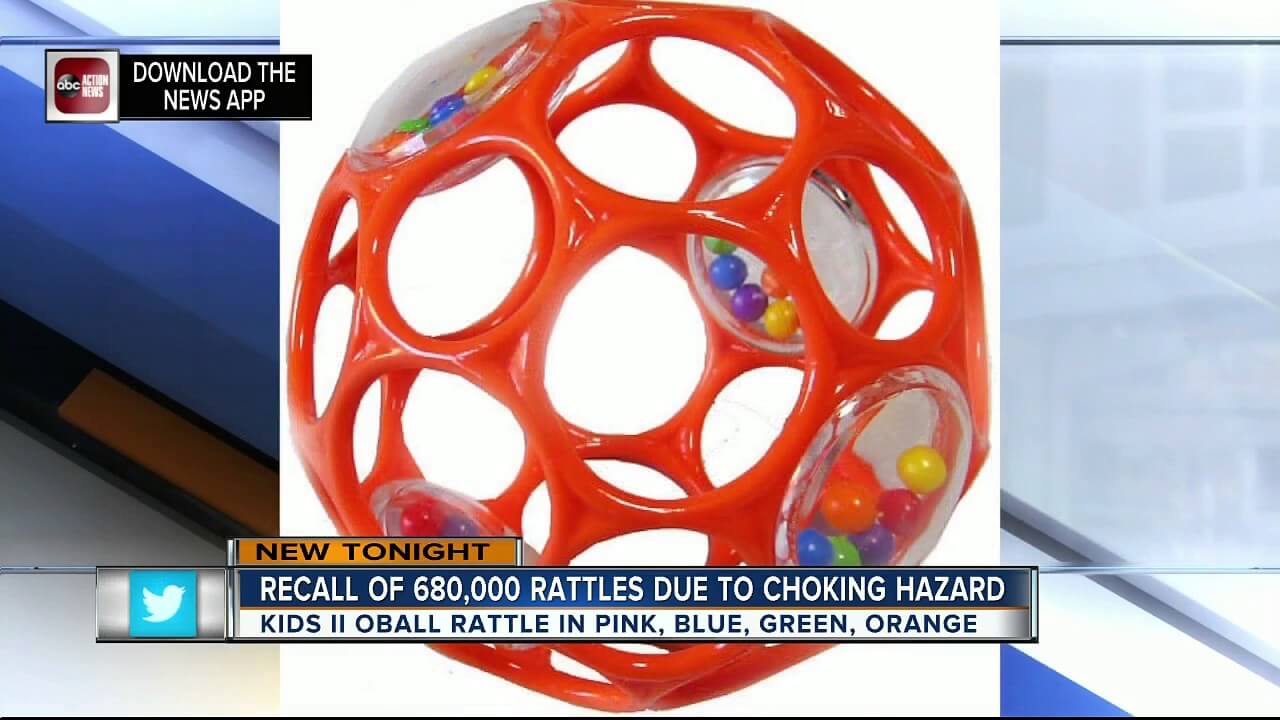 abc ACTION NEWS
DOWNLOAD THE
NEWS APP
NEW TONIGHT
RECALL OF 680,000 RATTLES DUE TO CHOKING HAZARD
KIDS II OBALL RATTLE IN PINK, BLUE, GREEN, ORANGE